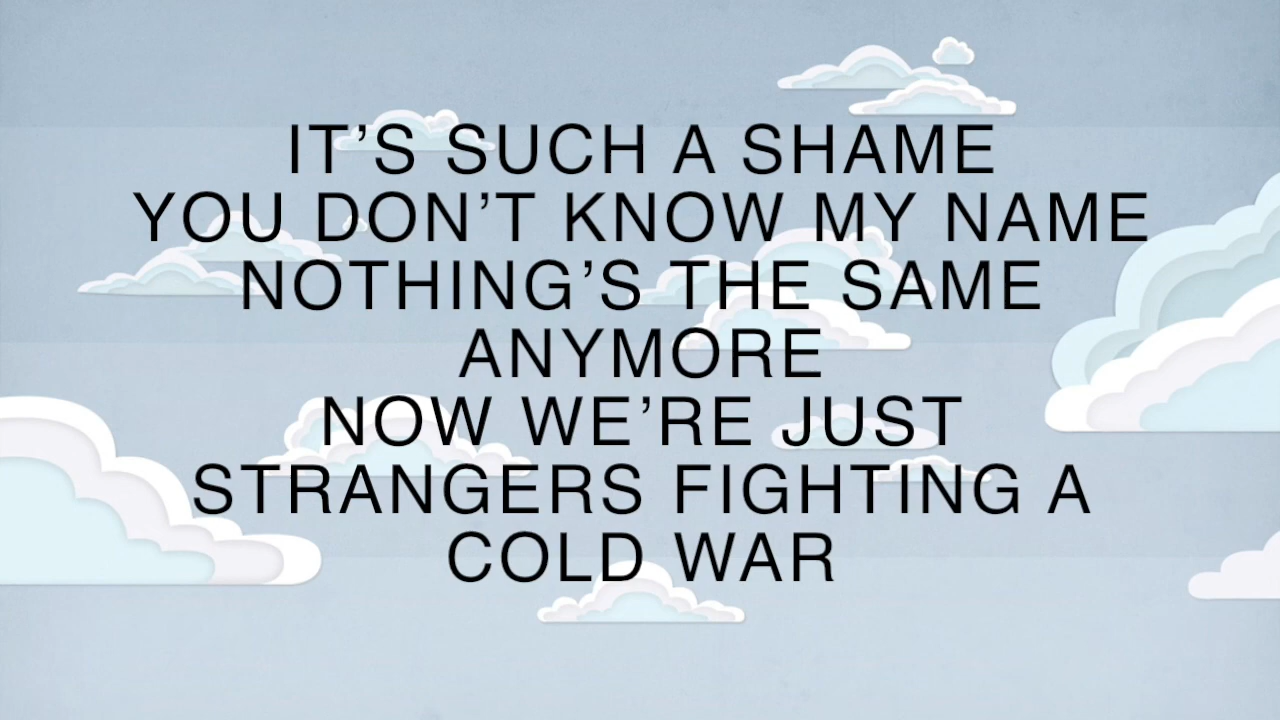 IT’S SUCH A SHAME
YOU DON’T KNOW MY NAME
NOTHING’S THE SAME
ANYMORE
NOW WE’RE JUST
STRANGERS FIGHTING A
COLD WAR